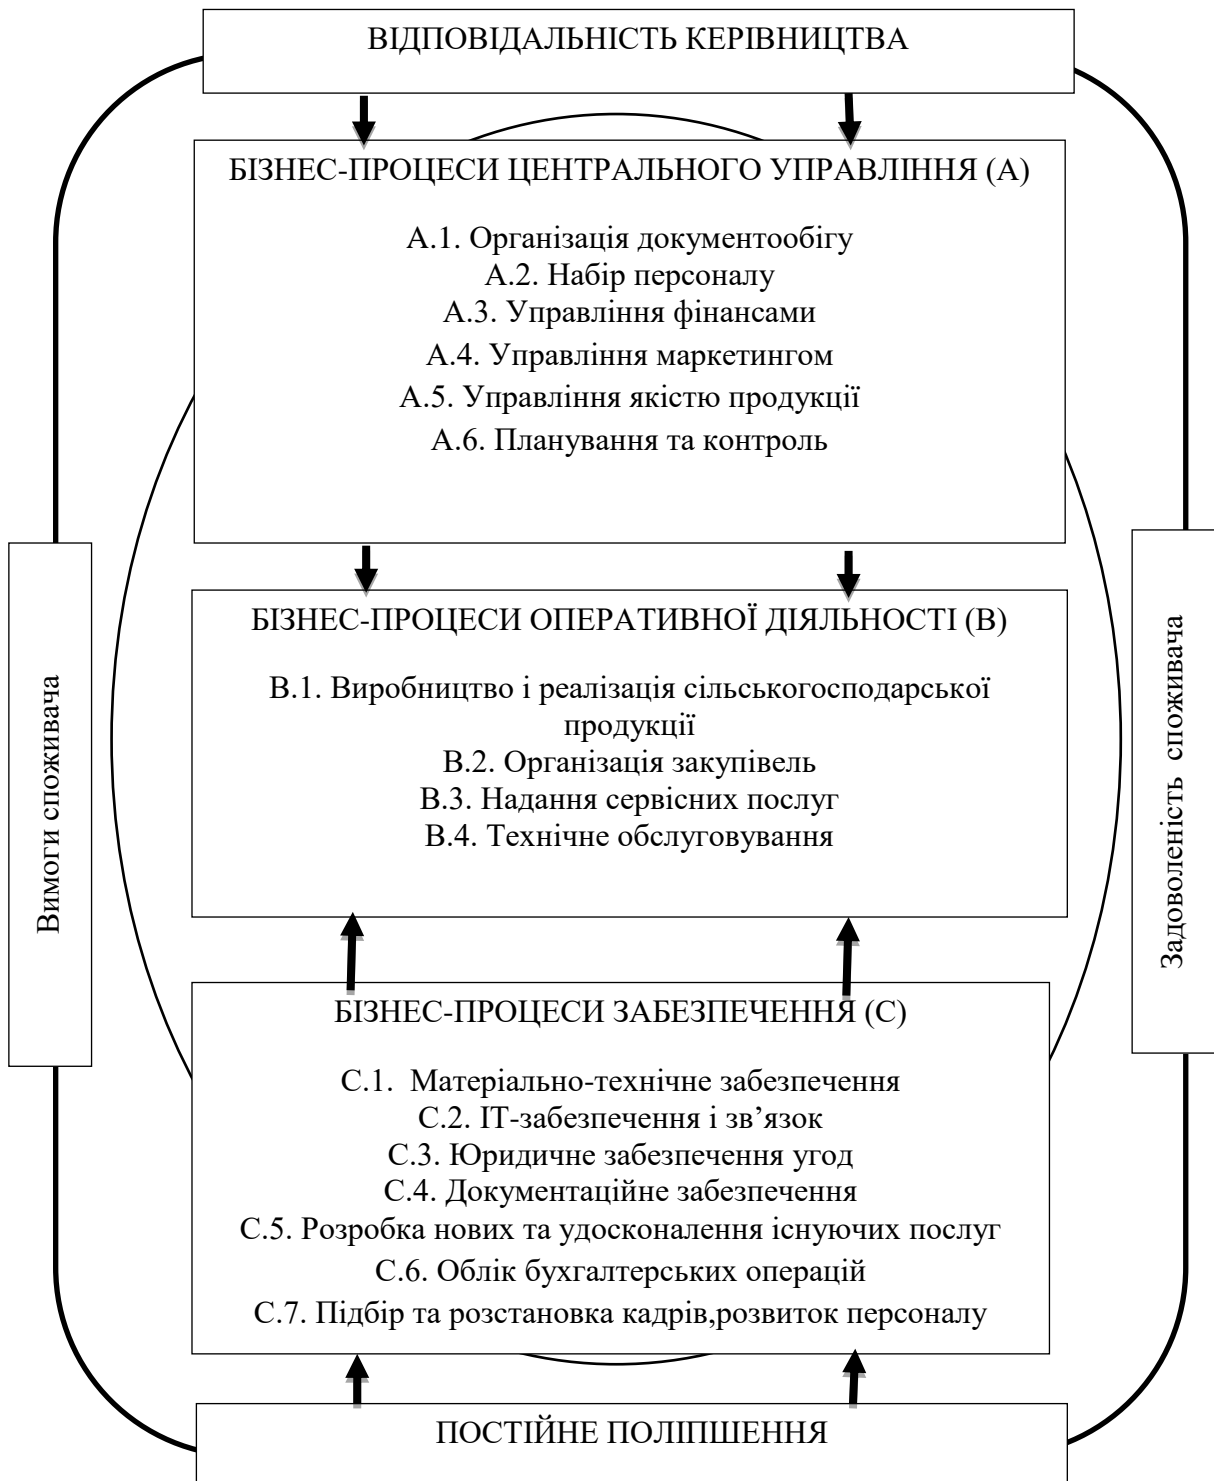 ВІДПОВІДАЛЬНІСТЬ КЕРІВНИЦТВА
БІЗНЕС-ПРОЦЕСИ ЦЕНТРАЛЬНОГО УПРАВЛІННЯ (А)
А.1. Організація документообігу
А.2. Набір персоналу
А.3. Управління фінансами
А.4. Управління маркетингом
А.5. Управління якістю продукції
А.6. Планування та контроль
Вимоги споживача
БІЗНЕС-ПРОЦЕСИ ОПЕРАТИВНОЇ ДІЯЛЬНОСТІ (В)
В.1. Виробництво і реалізація сільськогосподарської
продукції
В.2. Організація закупівель
В.3. Надання сервісних послуг
В.4. Технічне обслуговування
Задоволеність споживача
БІЗНЕС-ПРОЦЕСИ ЗАБЕЗПЕЧЕННЯ (С)
С.1. Матеріально-технічне забезпечення
С.2. ІТ-забезпечення і зв’язок
С.3. Юридичне забезпечення угод
С.4. Документаційне забезпечення
С.5. Розробка нових та удосконалення існуючих послуг
С.6. Облік бухгалтерських операцій
С.7. Підбір та розстановка кадрів,розвиток персоналу
ПОСТІЙНЕ ПОЛІПШЕННЯ